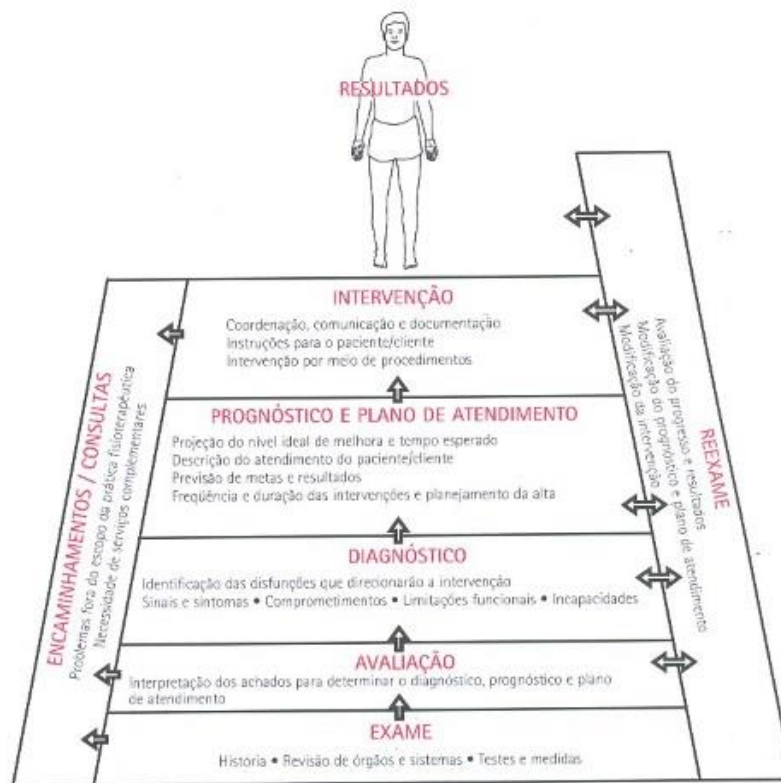 RESULTADOS
INTERVENÇÃO
Coordenação, comunicação e documentação
Instruções para o paciente/cliente
Intervenção por meio de procedimentos
PROGNÓSTICO E PLANO DE ATENDIMENTO
Projeção do nível ideal de melhora e tempo esperado
Descrição do atendimento do paciente/cliente
Previsão de metas e resultados
Freqüência e duração das intervenções e planejamento da alta
DIAGNÓSTICO
Identificação das disfunções que direcionarão a intervenção
Sinais e sintomas • Comprometimentos • Limitações funcionais • Incapacidades
AVALIAÇÃO
Interpretação dos achados para determinar o diagnóstico, prognóstico e plano
de atendimento
EXAME
Historia • Revisão de órgãos e sistemas • Testes e medidas
ENCAMINHAMENTOS / CONSULTAS
Problemas fora do escopo da prática fisioterapêutica
Necessidade de serviços complementares
REEXAME
Avaliação do progresso e resultados
Modificação do prognóstico e plano de atendimento
Modificação da intervenção